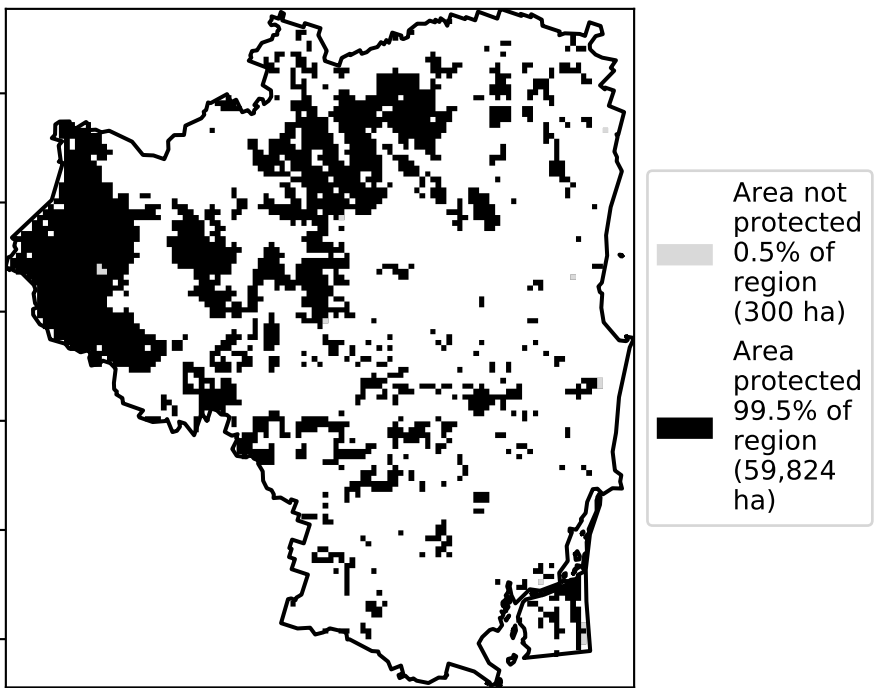 Area not
protected
0.5% of
region
(300 ha)
Area
protected
99.5% of
region
(59,824
ha)